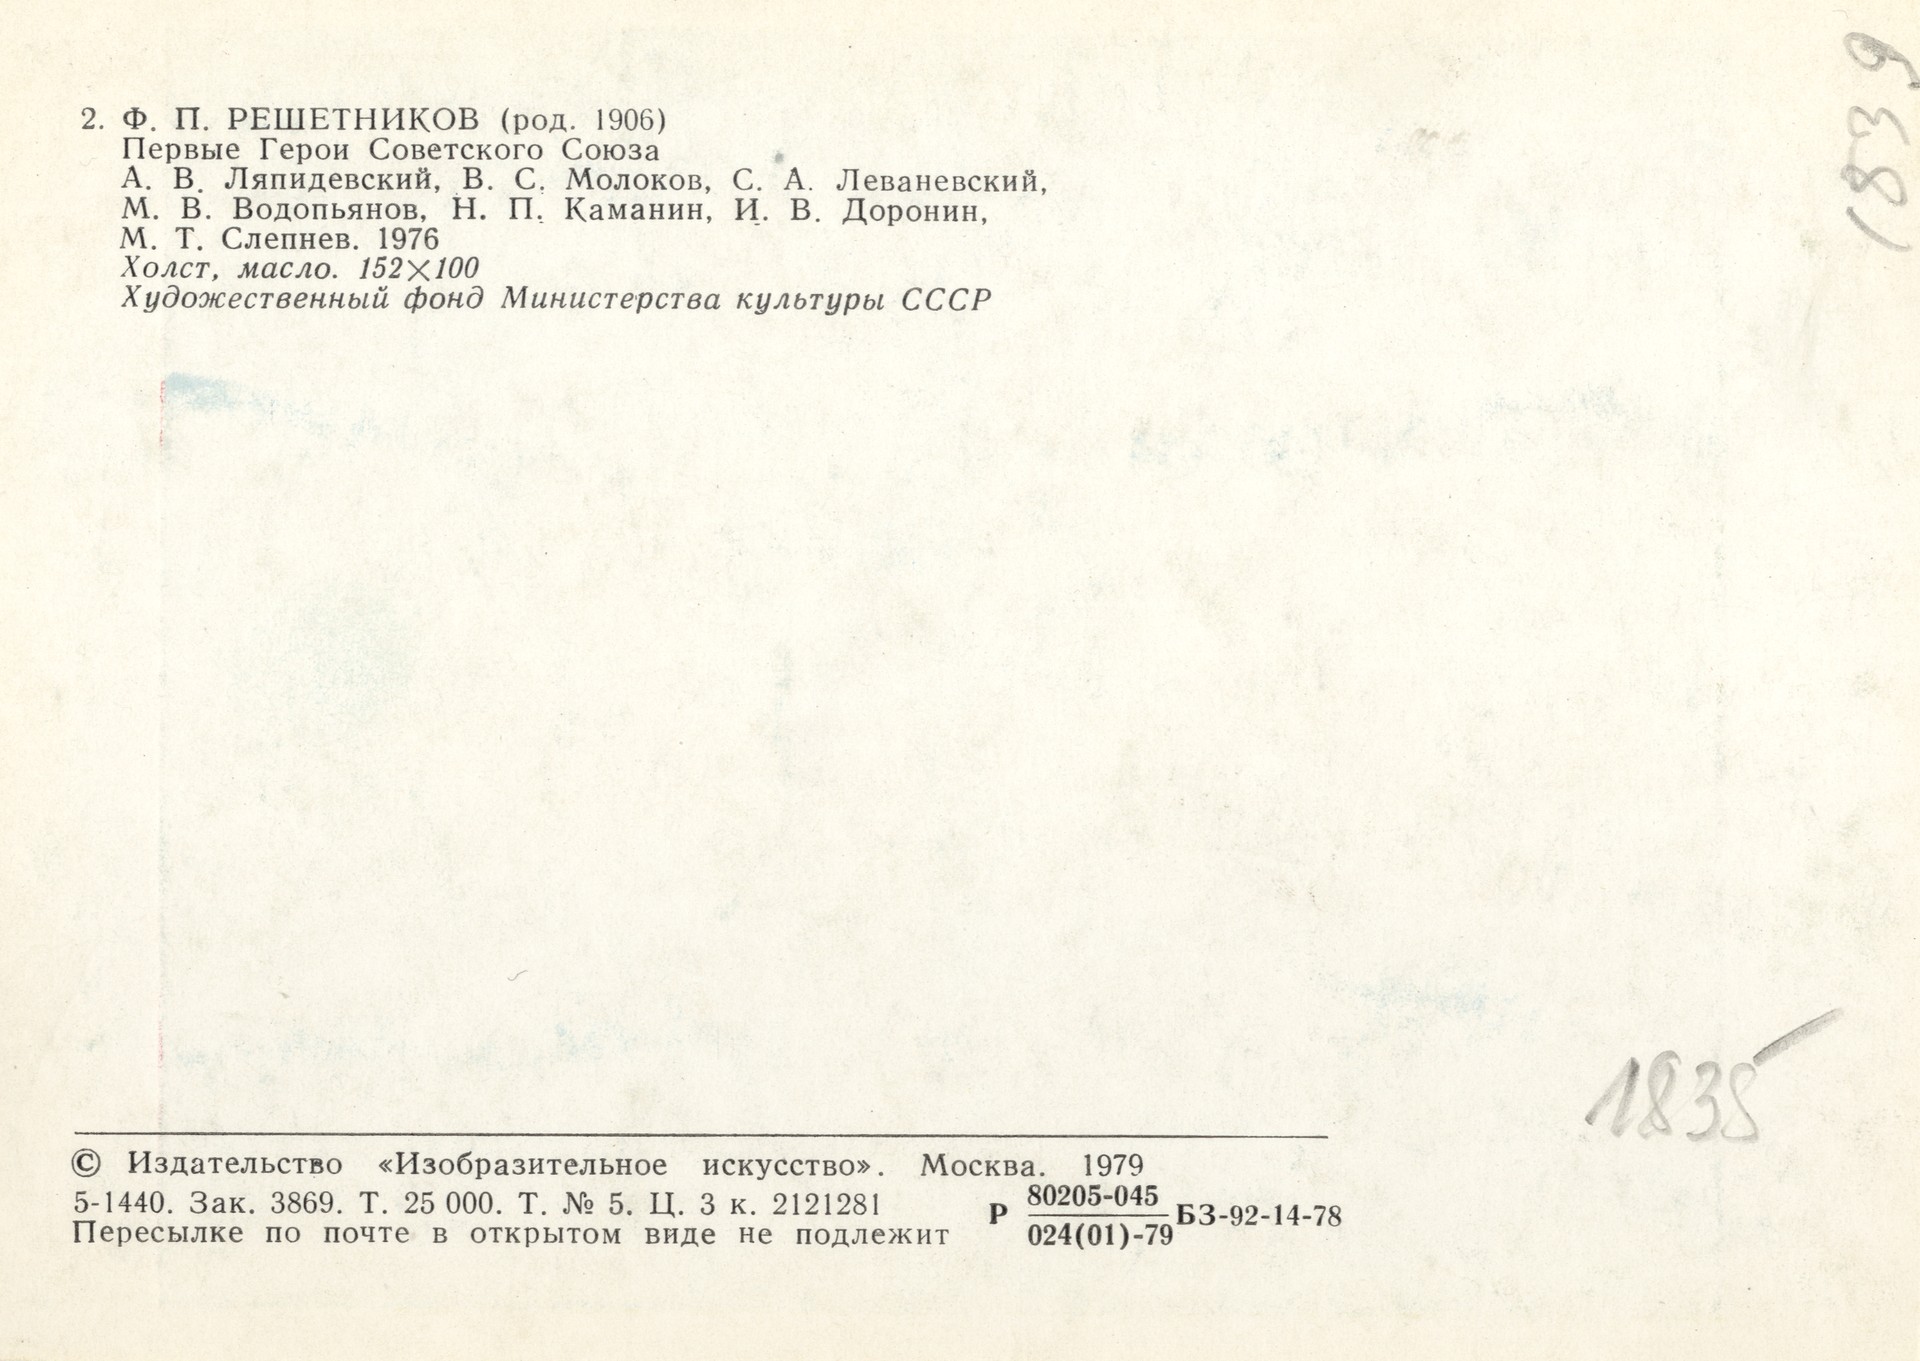 2. Ф. П. РЕШЕТНИКОВ (род. 1906)
Первые Герои Советского Союза
А. В. Ляпидевский, В. С. Молоков, С. А. Леваневский,
М. В. Водопьянов, Н. П. Каманин, И. В. Доронин,
М. Т. Слепнев. 1976
Холст, масло. 152×100
Художественный фонд Министерства культуры СССР
1839
1835
© Издательство «Изобразительное искусство». Москва. 1979
5-1440. Зак. 3869. Т. 25 000. Т. № 5. Ц. 3 к. 2121281
Пересылке по почте в открытом виде не подлежит
Р 80205-045
024(01)-79 БЗ-92-14-78